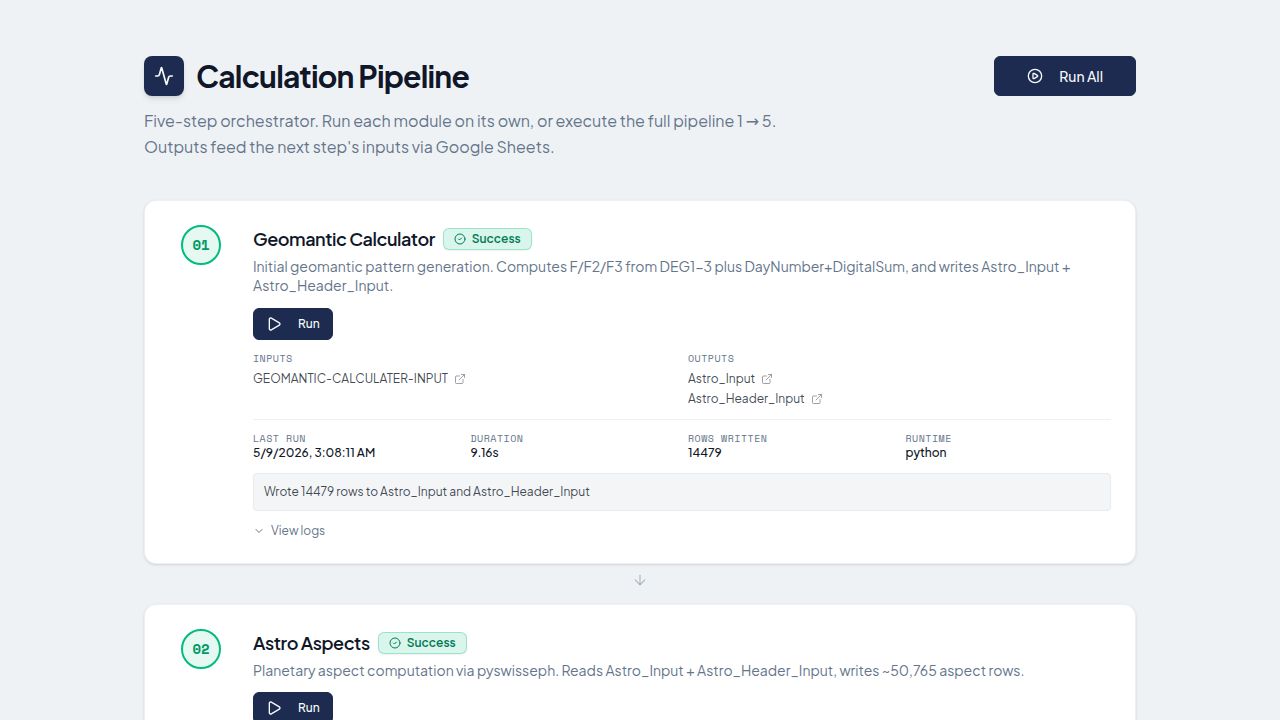 Calculation Pipeline
Run All
Five-step orchestrator. Run each module on its own, or execute the full pipeline 1 → 5.
Outputs feed the next step's inputs via Google Sheets.
01
Geomantic Calculator
Success
Initial geomantic pattern generation. Computes F/F2/F3 from DEG1–3 plus DayNumber+DigitalSum, and writes Astro_Input +
Astro_Header_Input.
Run
INPUTS
OUTPUTS
GEOMANTIC-CALCULATER-INPUT
Astro_Input
Astro_Header_Input
LAST RUN
DURATION
ROWS WRITTEN
RUNTIME
5/9/2026, 3:08:11 AM
9.16s
14479
python
Wrote 14479 rows to Astro_Input and Astro_Header_Input
View logs
02
Astro Aspects
Success
Planetary aspect computation via pyswisseph. Reads Astro_Input + Astro_Header_Input, writes ~50,765 aspect rows.
Run